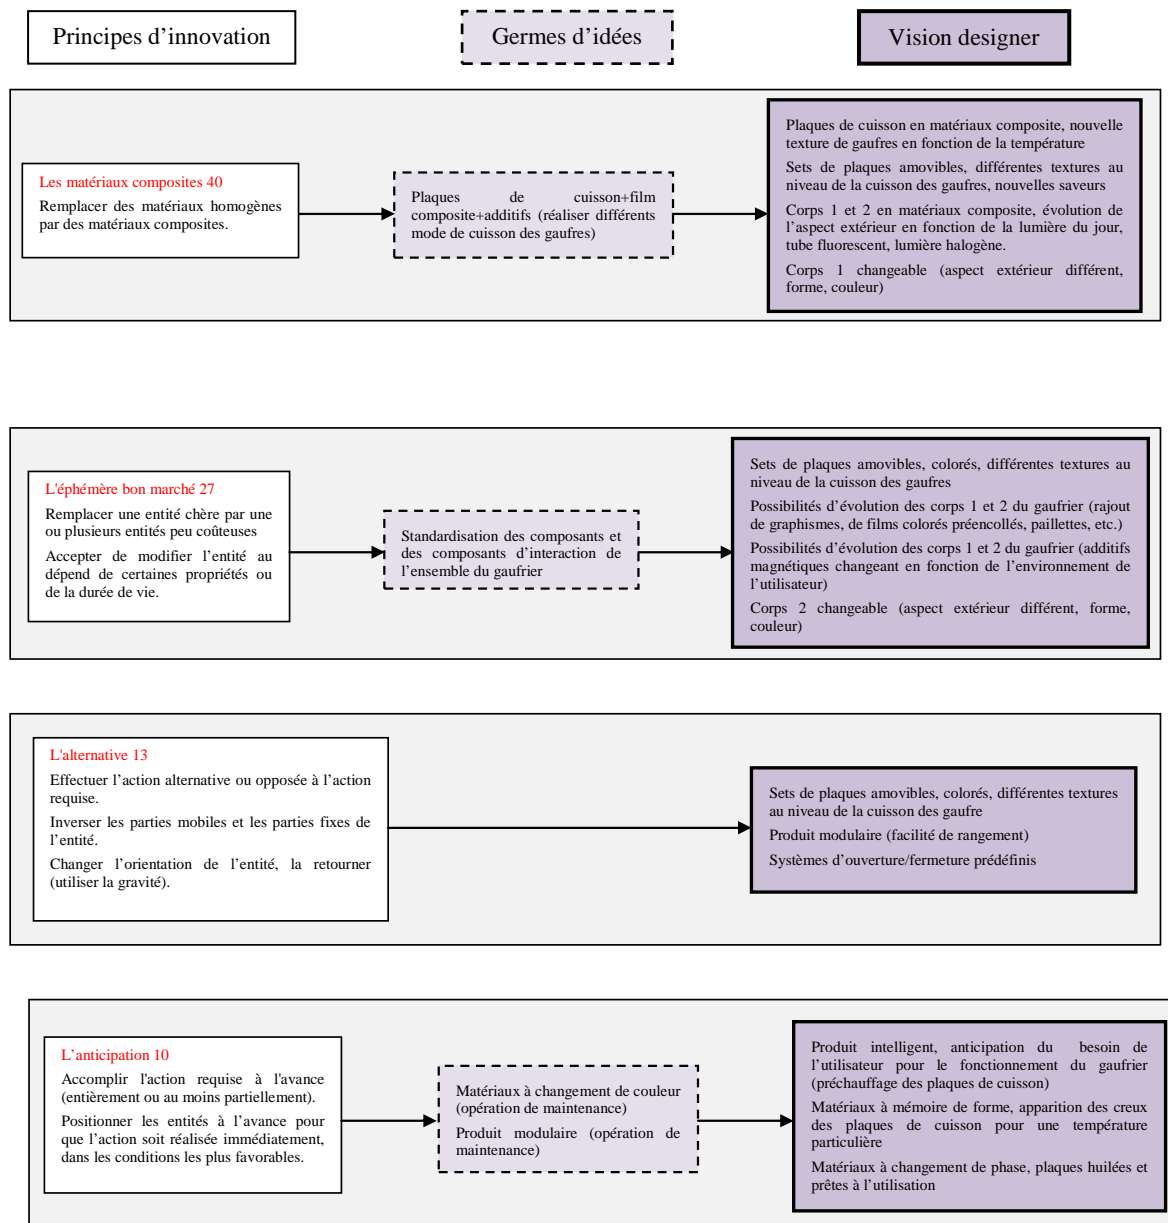 Principes d’innovation
Germes d’idées
Vision designer
Les matériaux composites 40
Remplacer des matériaux homogènes
par des matériaux composites.
Plaques de cuisson+film
composite+additifs (réaliser différents
mode de cuisson des gaufres)
Plaques de cuisson en matériaux composite, nouvelle
texture de gaufres en fonction de la température
Sets de plaques amovibles, différentes textures au
niveau de la cuisson des gaufres, nouvelles saveurs
Corps 1 et 2 en matériaux composite, évolution de
l’aspect extérieur en fonction de la lumière du jour,
tube fluorescent, lumière halogène.
Corps 1 changeable (aspect extérieur différent,
forme, couleur)
L'éphémère bon marché 27
Remplacer une entité chère par une
ou plusieurs entités peu coûteuses
Accepter de modifier l’entité au
dépend de certaines propriétés ou
de la durée de vie.
Standardisation des composants et
des composants d’interaction de
l’ensemble du gaufrier
Sets de plaques amovibles, colorés, différentes textures au
niveau de la cuisson des gaufres
Possibilités d’évolution des corps 1 et 2 du gaufrier (rajout
de graphismes, de films colorés préencollés, paillettes, etc.)
Possibilités d’évolution des corps 1 et 2 du gaufrier (additifs
magnétiques changeant en fonction de l’environnement de
l’utilisateur)
Corps 2 changeable (aspect extérieur différent, forme,
couleur)
L'alternative 13
Effectuer l’action alternative ou opposée à l’action
requise.
Inverser les parties mobiles et les parties fixes de
l’entité.
Changer l’orientation de l’entité, la retourner
(utiliser la gravité).
Sets de plaques amovibles, colorés, différentes textures
au niveau de la cuisson des gaufre
Produit modulaire (facilité de rangement)
Systèmes d’ouverture/fermeture prédéfinis
L’anticipation 10
Accomplir l'action requise à l'avance
(entièrement ou au moins partiellement).
Positionner les entités à l’avance pour
que l’action soit réalisée immédiatement,
dans les conditions les plus favorables.
Matériaux à changement de couleur
(opération de maintenance)
Produit modulaire (opération de
maintenance)
Produit intelligent, anticipation du besoin de
l’utilisateur pour le fonctionnement du gaufrier
(préchauffage des plaques de cuisson)
Matériaux à mémoire de forme, apparition des creux
des plaques de cuisson pour une température
particulière
Matériaux à changement de phase, plaques huilées et
prêtes à l’utilisation